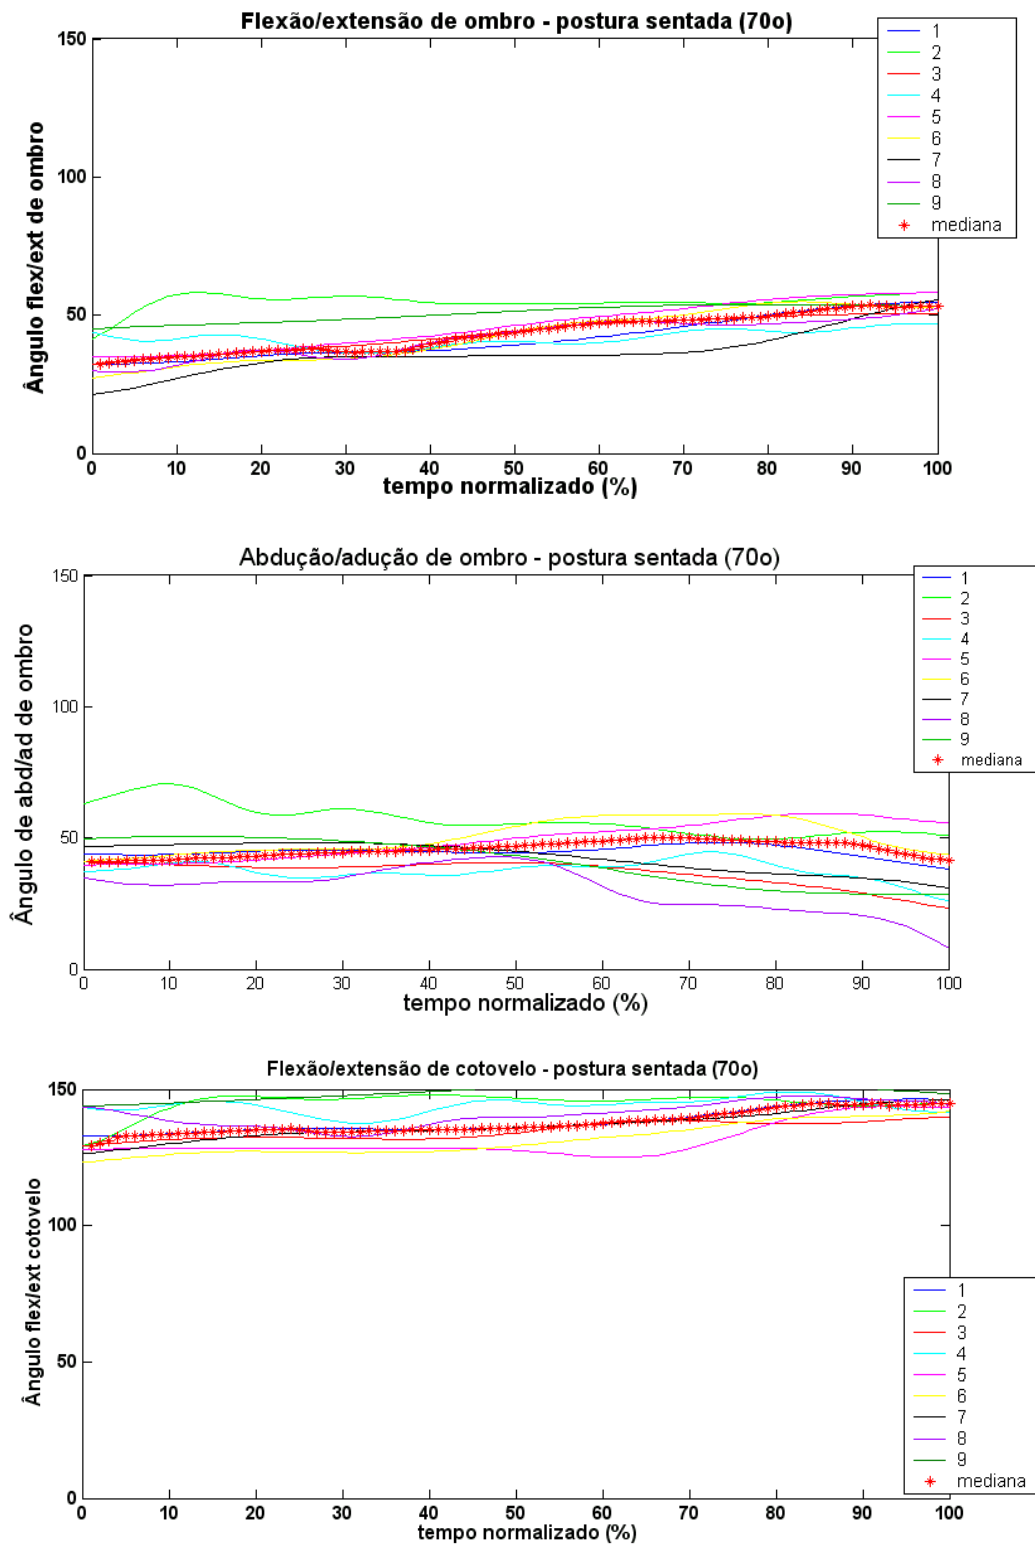 Flexão/extensão de ombro - postura sentada (70o)
150
100
50
0
Ângulo flex/ext de ombro
0 10 20 30 40 50 60 70 80 90 100
tempo normalizado (%)
1
2
3
4
5
6
7
8
9
mediana
Abdução/adução de ombro - postura sentada (70o)
150
100
50
0
Ângulo de abd/ad de ombro
0 10 20 30 40 50 60 70 80 90 100
tempo normalizado (%)
1
2
3
4
5
6
7
8
9
mediana
Flexão/extensão de cotovelo - postura sentada (70o)
150
100
50
0
Ângulo flex/ext cotovelo
0 10 20 30 40 50 60 70 80 90 100
tempo normalizado (%)
1
2
3
4
5
6
7
8
9
mediana